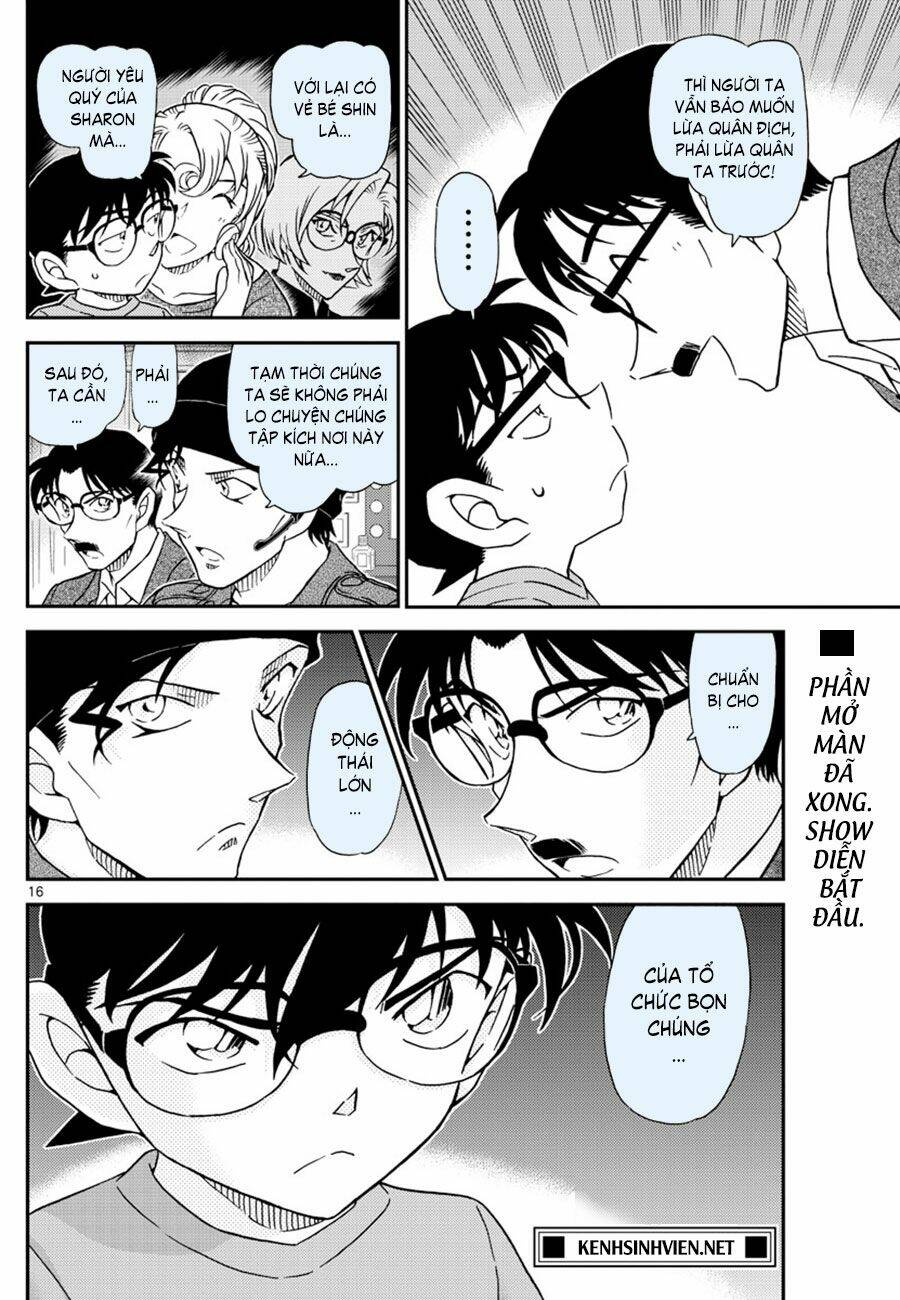 THÌ NGƯỜI TA
VẪN BẢO MUỐN
LỪA QUÂN ĐỊCH,
PHẢI LỪA QUÂN
TA TRƯỚC!
......
VỚI LẠI CÓ
VẺ BÉ SHIN
LÀ...
NGƯỜI YÊU
QUÝ CỦA
SHARON
MÀ...
TẠM THỜI CHÚNG
TA SẼ KHÔNG PHẢI
LO CHUYỆN CHÚNG
TẬP KÍCH NƠI NÀY
NỮA...
PHẢI
...
SAU ĐÓ,
TA CẦN
...
CHUẨN
BỊ CHO
...
ĐỘNG
THÁI
LỚN
...
16
CỦA TỔ
CHỨC BỌN
CHÚNG
...
PHẦN
MỞ
MÀN
ĐÃ
XONG.
SHOW
DIỄN
BẮT
ĐẦU.
KENHSINHVIEN.NET